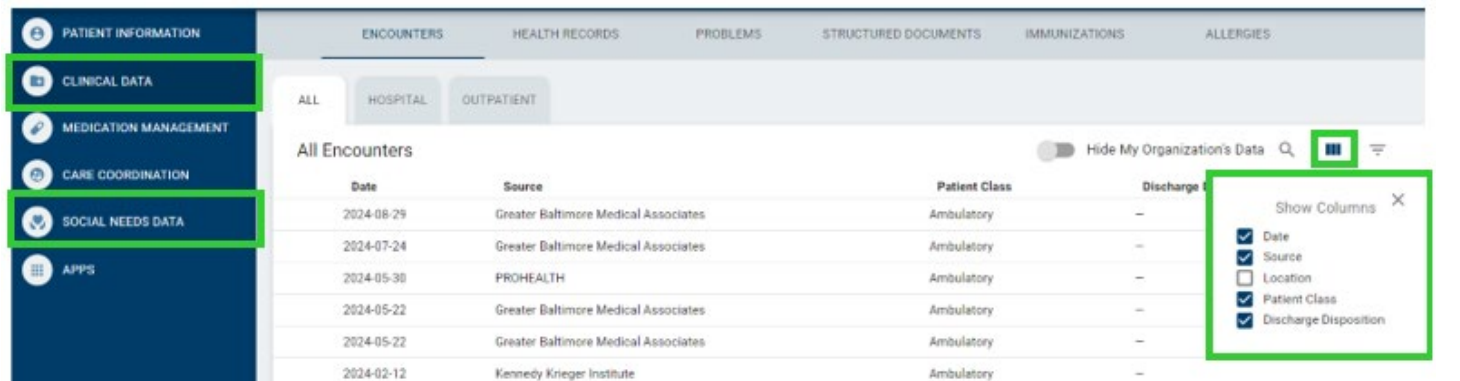 PATIENT INFORMATION
CLINICAL DATA
MEDICATION MANAGEMENT
CARE COORDINATION
SOCIAL NEEDS DATA
APPS
ENCOUNTERS HEALTH RECORDS PROBLEMS STRUCTURED DOCUMENTS IMMUNIZATIONS ALLERGIES
ALL HOSPITAL OUTPATIENT
All Encounters Hide My Organization's Data
Date Source Patient Class Discharge
2024-08-29 Greater Baltimore Medical Associates Ambulatory –
2024-07-24 Greater Baltimore Medical Associates Ambulatory –
2024-05-30 PROHEALTH Ambulatory –
2024-05-22 Greater Baltimore Medical Associates Ambulatory –
2024-05-22 Greater Baltimore Medical Associates Ambulatory –
2024-02-12 Kennedy Krieger Institute Ambulatory –
Show Columns
Date
Source
Location
Patient Class
Discharge Disposition